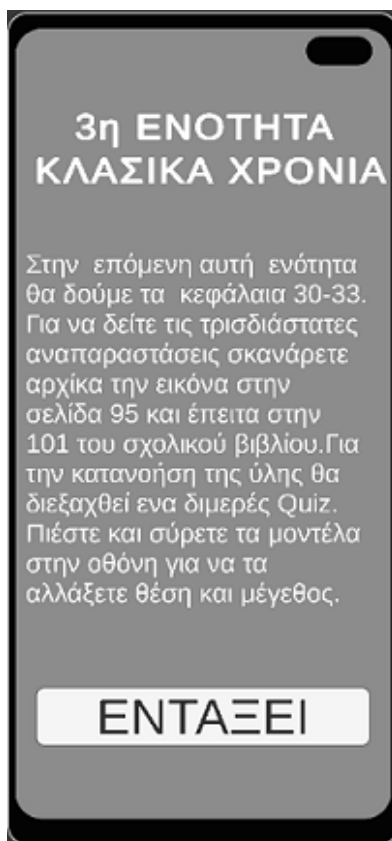 3η ΕΝΟΤΗΤΑ
ΚΛΑΣΙΚΑ ΧΡΟΝΙΑ
Στην επόμενη αυτή ενότητα
θα δούμε τα κεφάλαια 30-33.
Για να δείτε τις τρισδιάστατες
αναπαραστάσεις σκανάρετε
αρχίκα την εικόνα στην
σελίδα 95 και έπειτα στην
101 του σχολικού βιβλίου.Για
την κατανοήση της ύλης θα
διεξαχθεί ενα διμερές Quiz.
Πιέστε και σύρετε τα μοντέλα
στην οθόνη για να τα
αλλάξετε θέση και μέγεθος.
ΕΝΤΑΞΕΙ